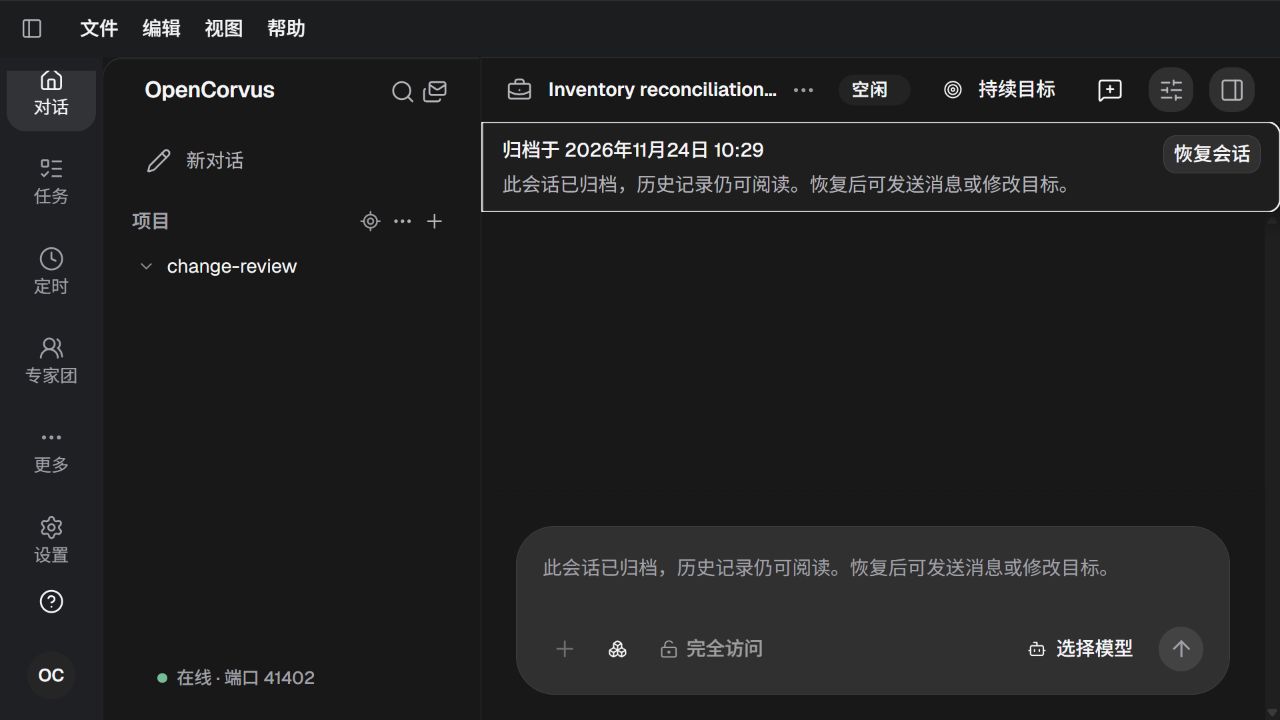 文件 编辑 视图 帮助
对话
任务
定时
专家团
更多
设置
OC
OpenCorvus
新对话
项目
change-review
在线 · 端口 41402
Inventory reconciliation... 空闲 持续目标
归档于 2026年11月24日 10:29
此会话已归档，历史记录仍可阅读。恢复后可发送消息或修改目标。
恢复会话
此会话已归档，历史记录仍可阅读。恢复后可发送消息或修改目标。
完全访问 选择模型